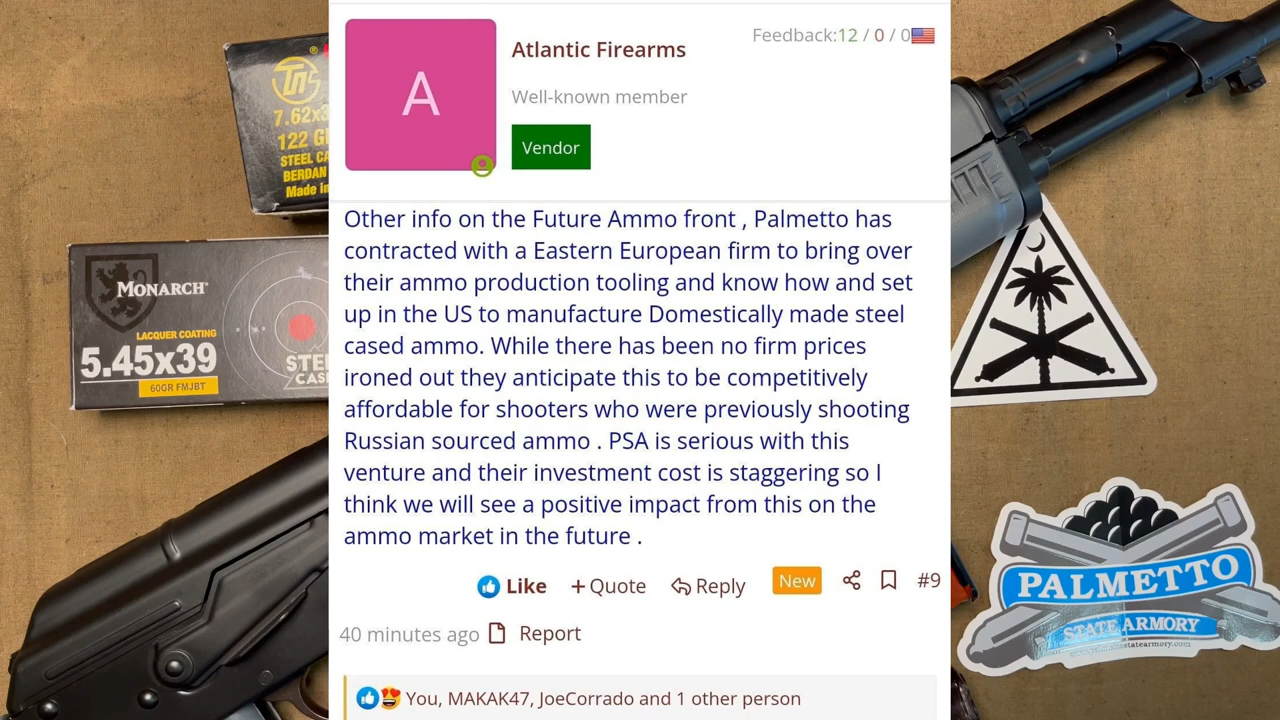 TNS
7.62x3
122 G
STEEL CA
BERDAN
Made in
MONARCH®
LACQUER COATING
5.45x39
60GR FMJBT
STE
CAS
A
Atlantic Firearms
Well-known member
Vendor
Feedback:12 / 0 / 0
Other info on the Future Ammo front , Palmetto has
contracted with a Eastern European firm to bring over
their ammo production tooling and know how and set
up in the US to manufacture Domestically made steel
cased ammo. While there has been no firm prices
ironed out they anticipate this to be competitively
affordable for shooters who were previously shooting
Russian sourced ammo . PSA is serious with this
venture and their investment cost is staggering so I
think we will see a positive impact from this on the
ammo market in the future .
Like +Quote Reply New #9
40 minutes ago Report
You, MAKAK47, JoeCorrado and 1 other person
PALMETTO
STATE ARMORY